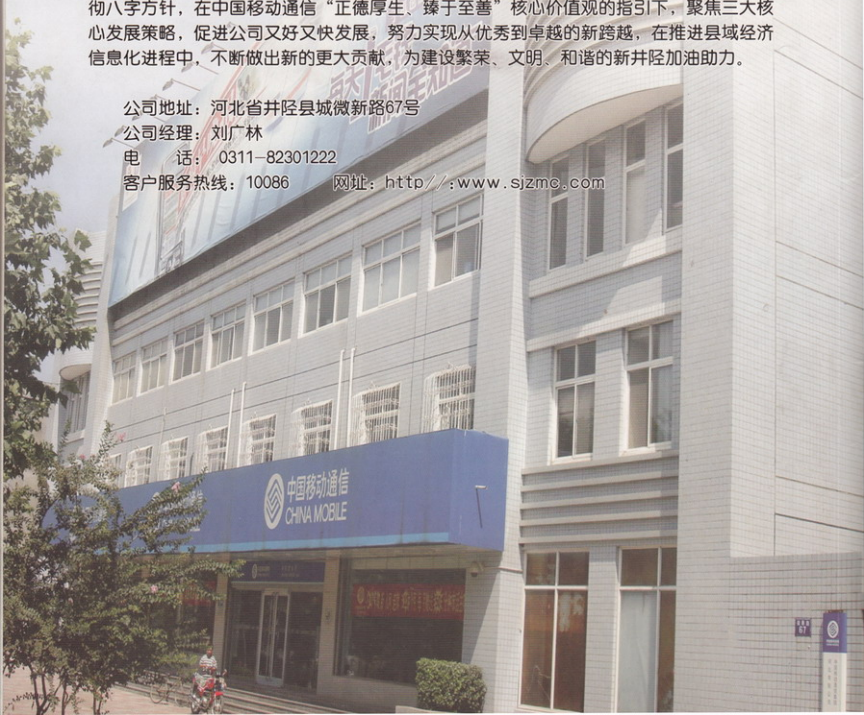 彻八字方针，在中国移动通信“正德厚生、臻于至善”核心价值观的指引下，聚焦三大核
心发展策略，促进公司又好又快发展，努力实现从优秀到卓越的新跨越，在推进县域经济
信息化进程中，不断做出新的更大贡献，为建设繁荣、文明、和谐的新井陉加油助力。
公司地址：河北省井陉县城微新路67号
公司经理：刘广林
电　　话： 0311-82301222
客户服务热线：10086　　网址：http//:www.sjzmc.com
中国移动通信
CHINA MOBILE
67